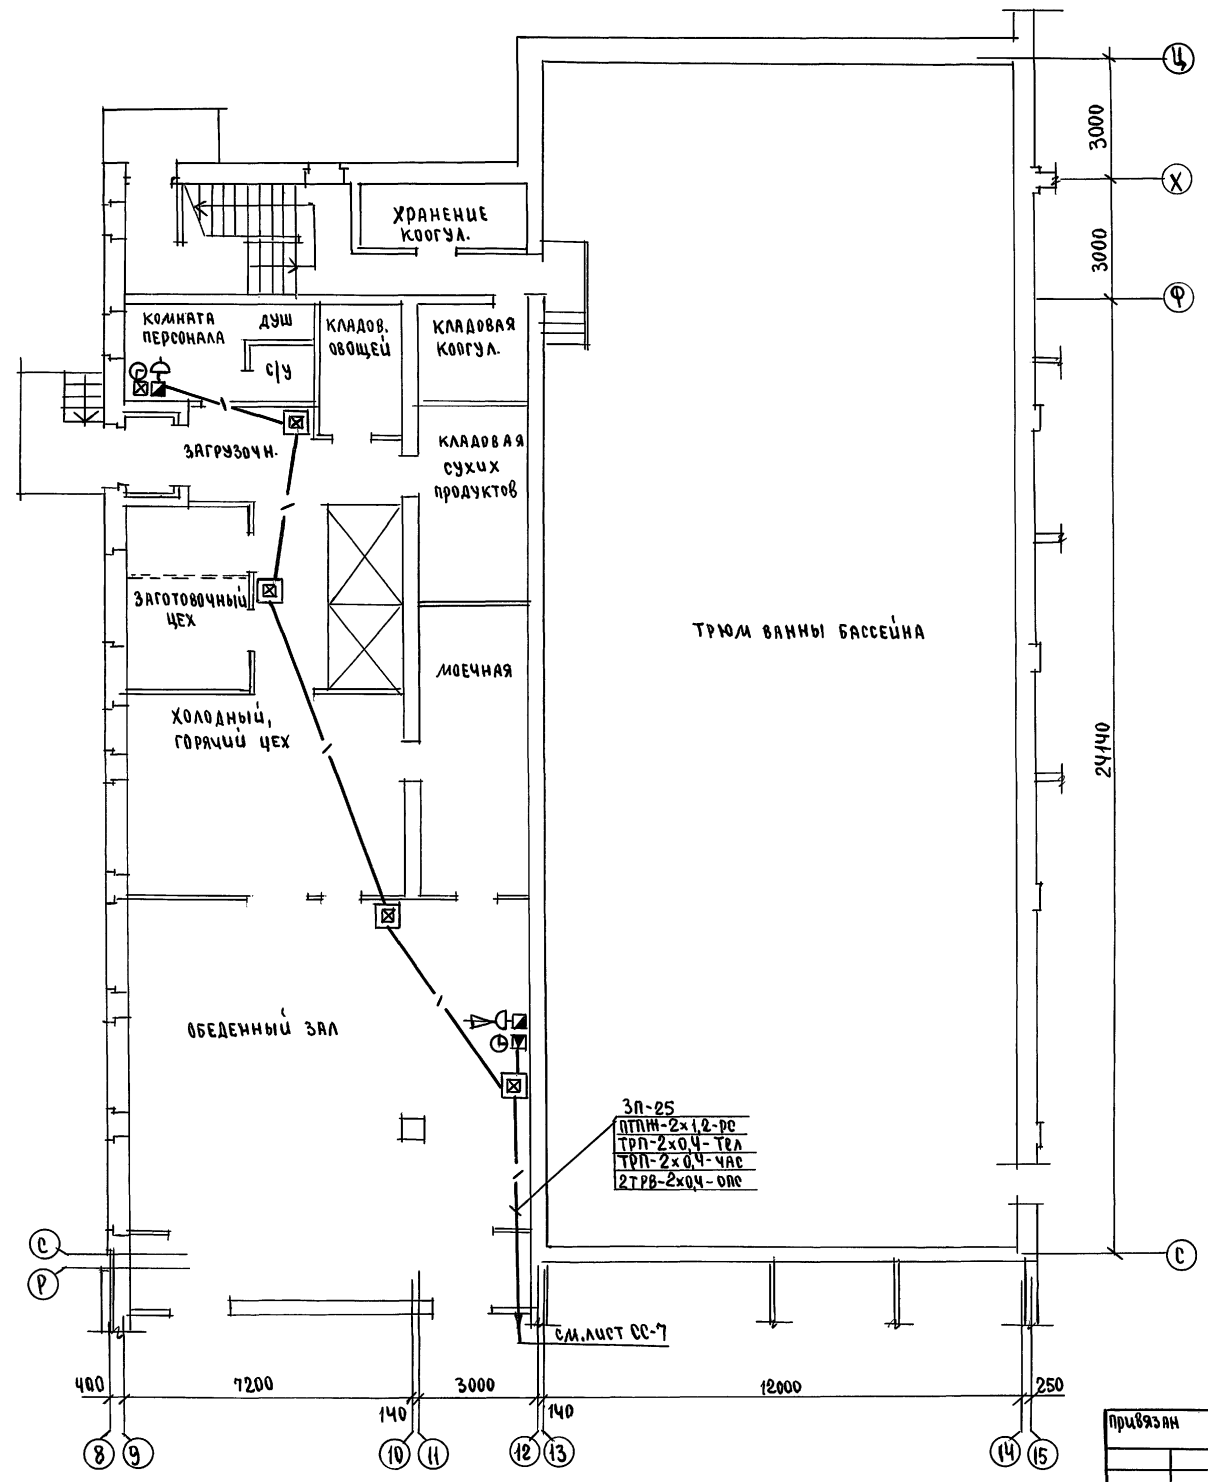 Ц
3000
Х
3000
Ф
ХРАНЕНИЕ
КООГУЛ.
КОМНАТА
ПЕРСОНАЛА
ДУШ
С/У
КЛАДОВ.
ОВОЩЕЙ
КЛАДОВАЯ
КООГУЛ.
ЗАГРУЗОЧН.
КЛАДОВАЯ
СУХИХ
ПРОДУКТОВ
ЗАГОТОВОЧНЫЙ
ЦЕХ
ТРЮМ ВАННЫ БАССЕЙНА
МОЕЧНАЯ
ХОЛОДНЫЙ,
ГОРЯЧИЙ ЦЕХ
24140
ОБЕДЕННЫЙ ЗАЛ
ЗП-25
ПТПЖ-2х1,2-РС
ТРП-2х0,4-ТЕЛ
ТРП-2х0,4-ЧАС
2ТРВ-2х0,4-ОПС
С
Р
С
СМ.ЛИСТ СС-7
400
7200
140
3000
140
12000
250
8
9
10
11
12
13
14
15
Привязан